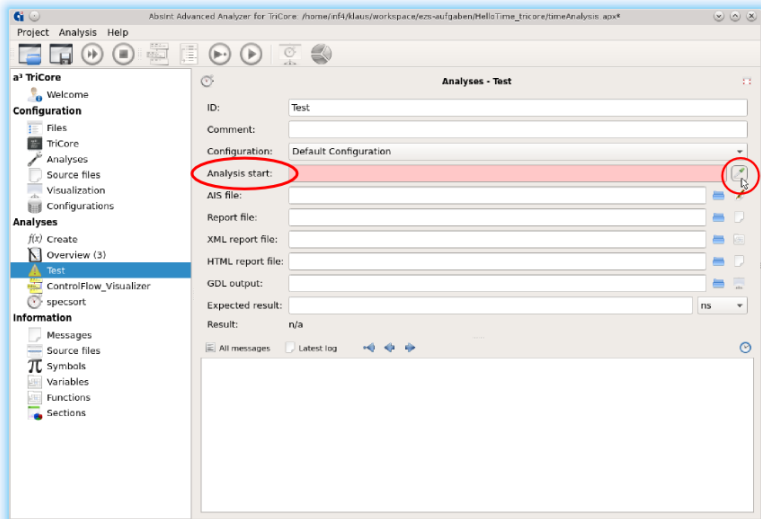 AbsInt Advanced Analyzer for TriCore: /home/inf4/klaus/workspace/ezs-aufgaben/HelloTime_tricore/timeAnalysis.apx*
Project Analysis Help
a³ TriCore
Welcome
Configuration
Files
TriCore
Analyses
Source files
Visualization
Configurations
Analyses
f(x) Create
Overview (3)
Test
ControlFlow_Visualizer
specsort
Information
Messages
Source files
Symbols
Variables
Functions
Sections
Analyses - Test
ID: Test
Comment:
Configuration: Default Configuration
Analysis start:
AIS file:
Report file:
XML report file:
HTML report file:
GDL output:
Expected result: ns
Result: n/a
All messages Latest log